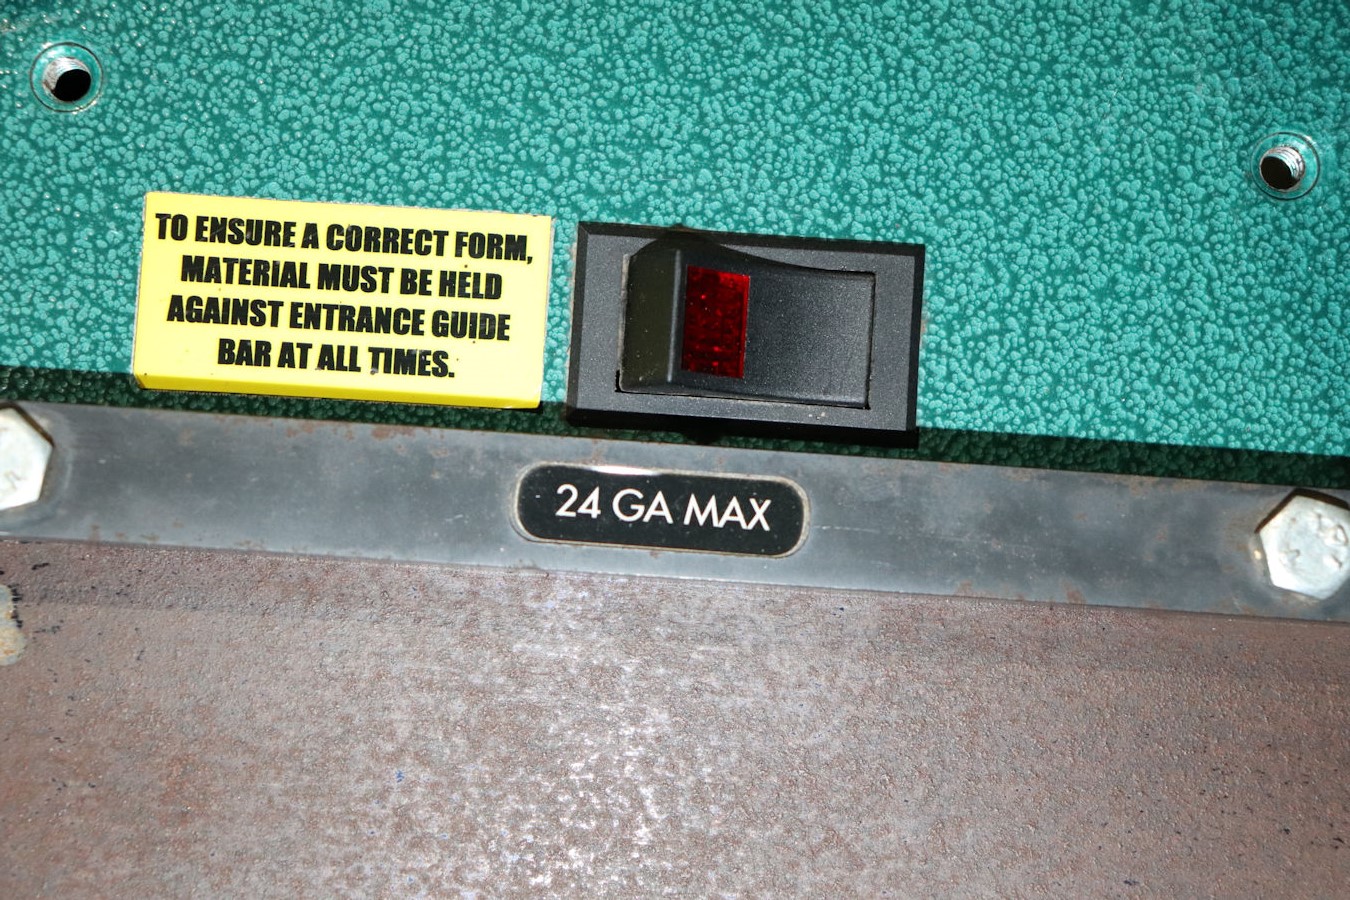 TO ENSURE A CORRECT FORM,
MATERIAL MUST BE HELD
AGAINST ENTRANCE GUIDE
BAR AT ALL TIMES.
24 GA MAX